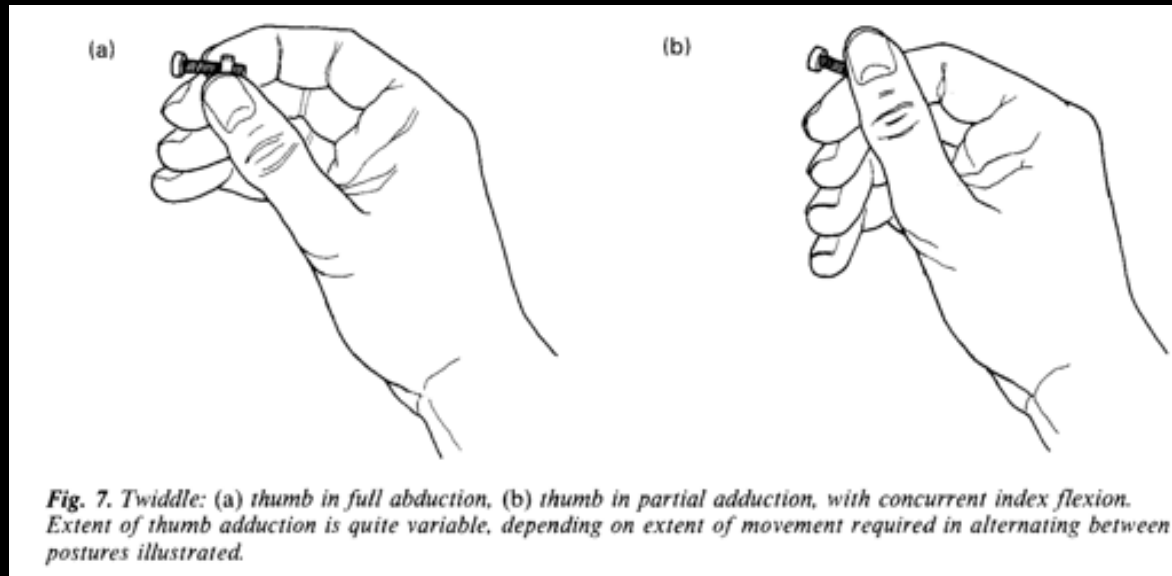 (a)
(b)
Fig. 7. Twiddle: (a) thumb in full abduction, (b) thumb in partial adduction, with concurrent index flexion.
Extent of thumb adduction is quite variable, depending on extent of movement required in alternating between
postures illustrated.